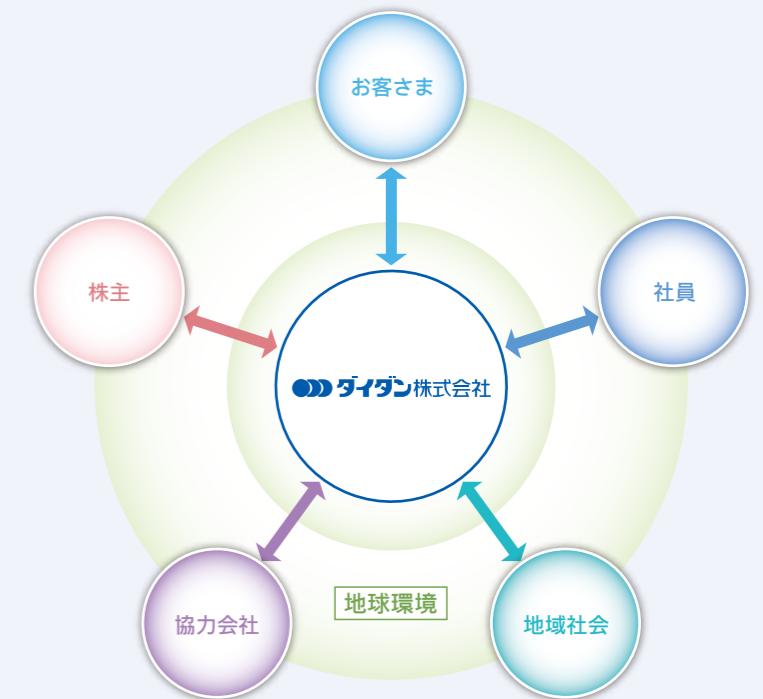 お客さま
株主
社員
ダイダン株式会社
協力会社
地球環境
地域社会